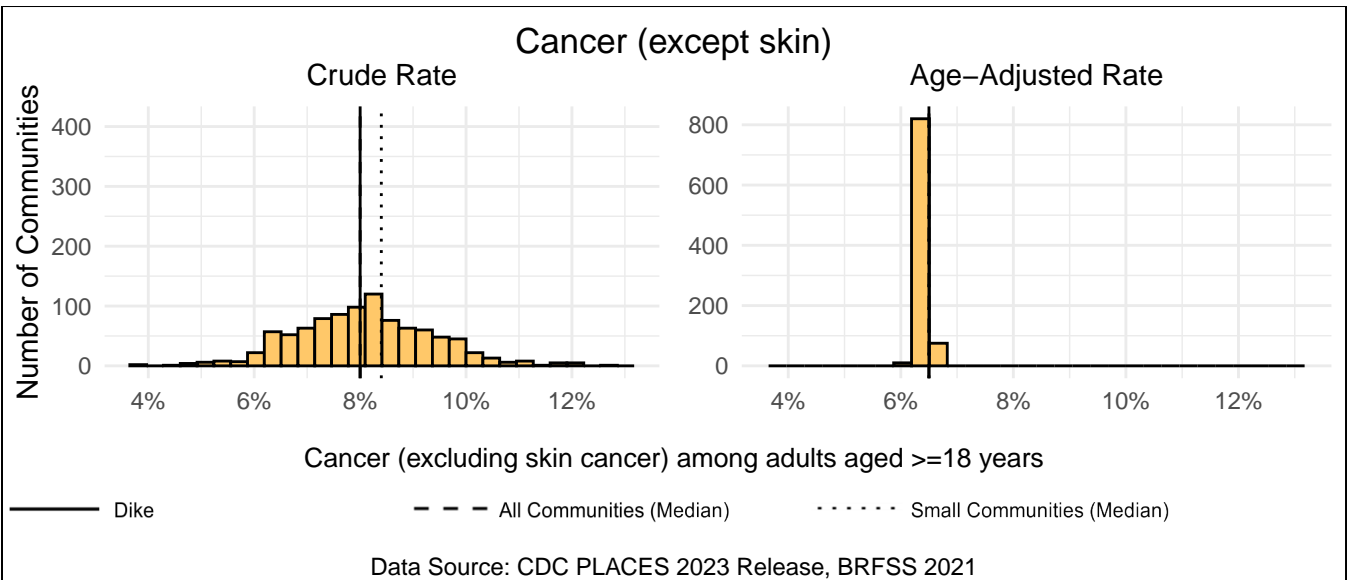 Cancer (except skin)
Crude Rate
Age−Adjusted Rate
Number of Communities
400
300
200
100
0
4%
6%
8%
10%
12%
800
600
400
200
0
4%
6%
8%
10%
12%
Cancer (excluding skin cancer) among adults aged >=18 years
Dike
All Communities (Median)
Small Communities (Median)
Data Source: CDC PLACES 2023 Release, BRFSS 2021